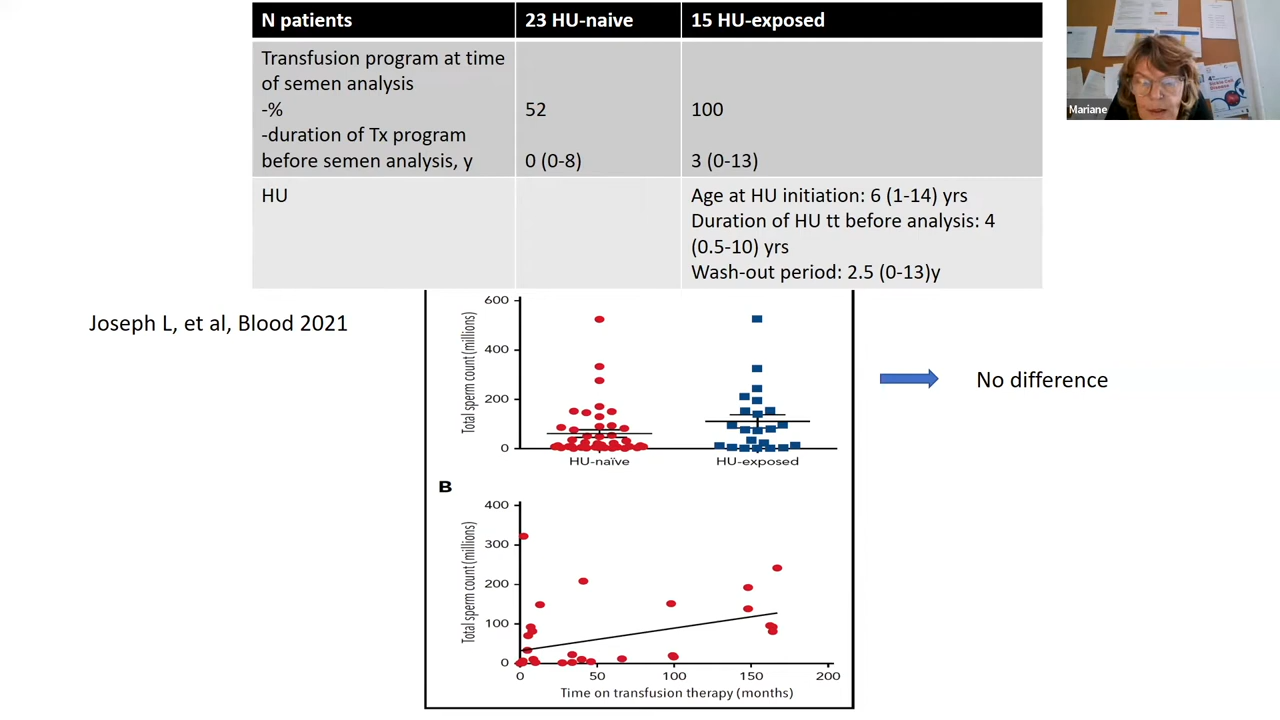 N patients
23 HU-naive
15 HU-exposed
Transfusion program at time
of semen analysis
-%
52
100
-duration of Tx program
before semen analysis, y
0 (0-8)
3 (0-13)
HU
Age at HU initiation: 6 (1-14) yrs
Duration of HU tt before analysis: 4
(0.5-10) yrs
Wash-out period: 2.5 (0-13)y
Mariane
Joseph L, et al, Blood 2021
Total sperm count (millions)
600
400
200
0
HU-naïve
HU-exposed
No difference
B
Total sperm count (millions)
400
300
200
100
0
0
50
100
150
200
Time on transfusion therapy (months)